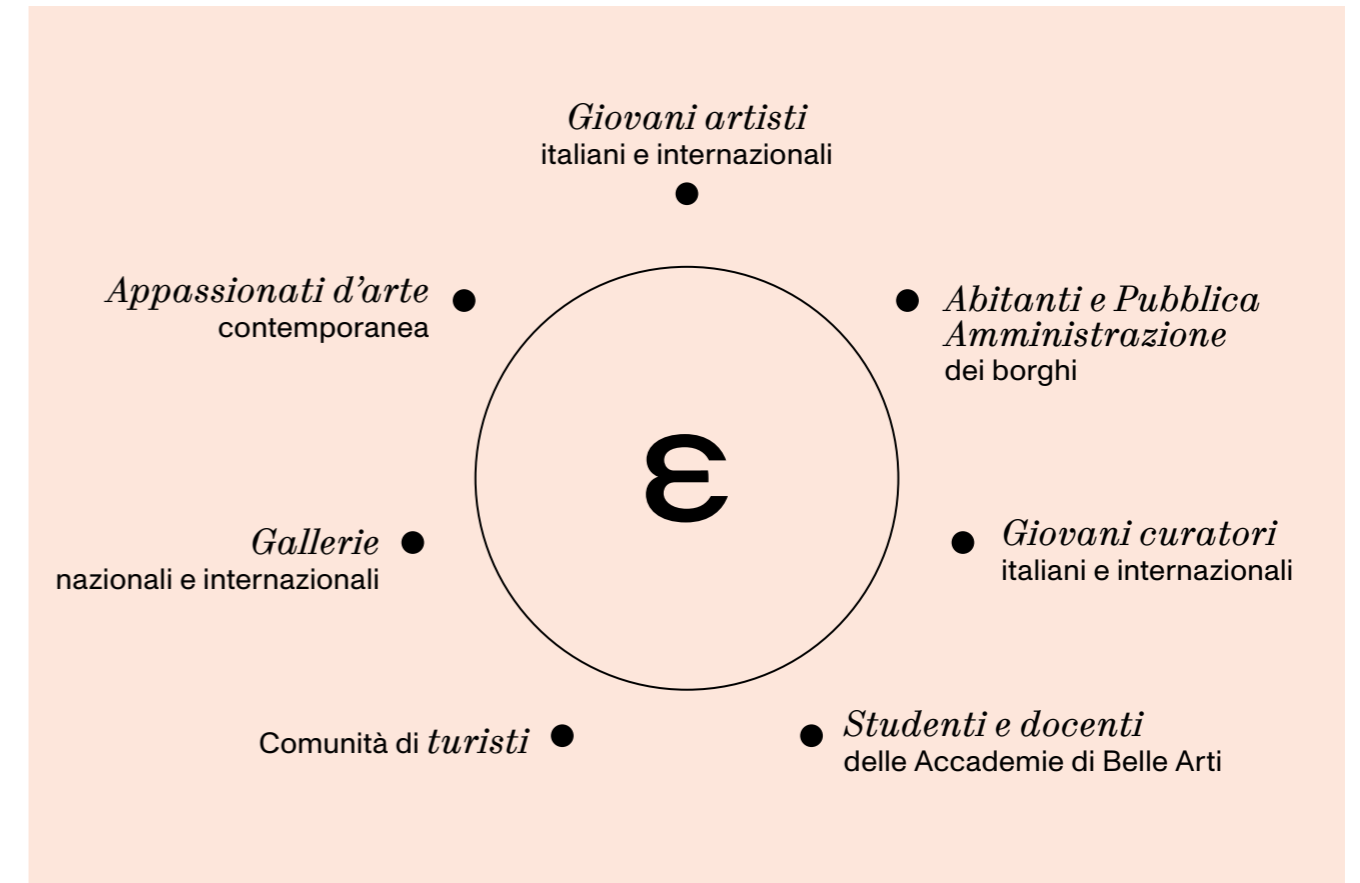 Giovani artisti
italiani e internazionali
Appassionati d’arte
contemporanea
Abitanti e Pubblica
Amministrazione
dei borghi
ε
Gallerie
nazionali e internazionali
Giovani curatori
italiani e internazionali
Comunità di turisti
Studenti e docenti
delle Accademie di Belle Arti